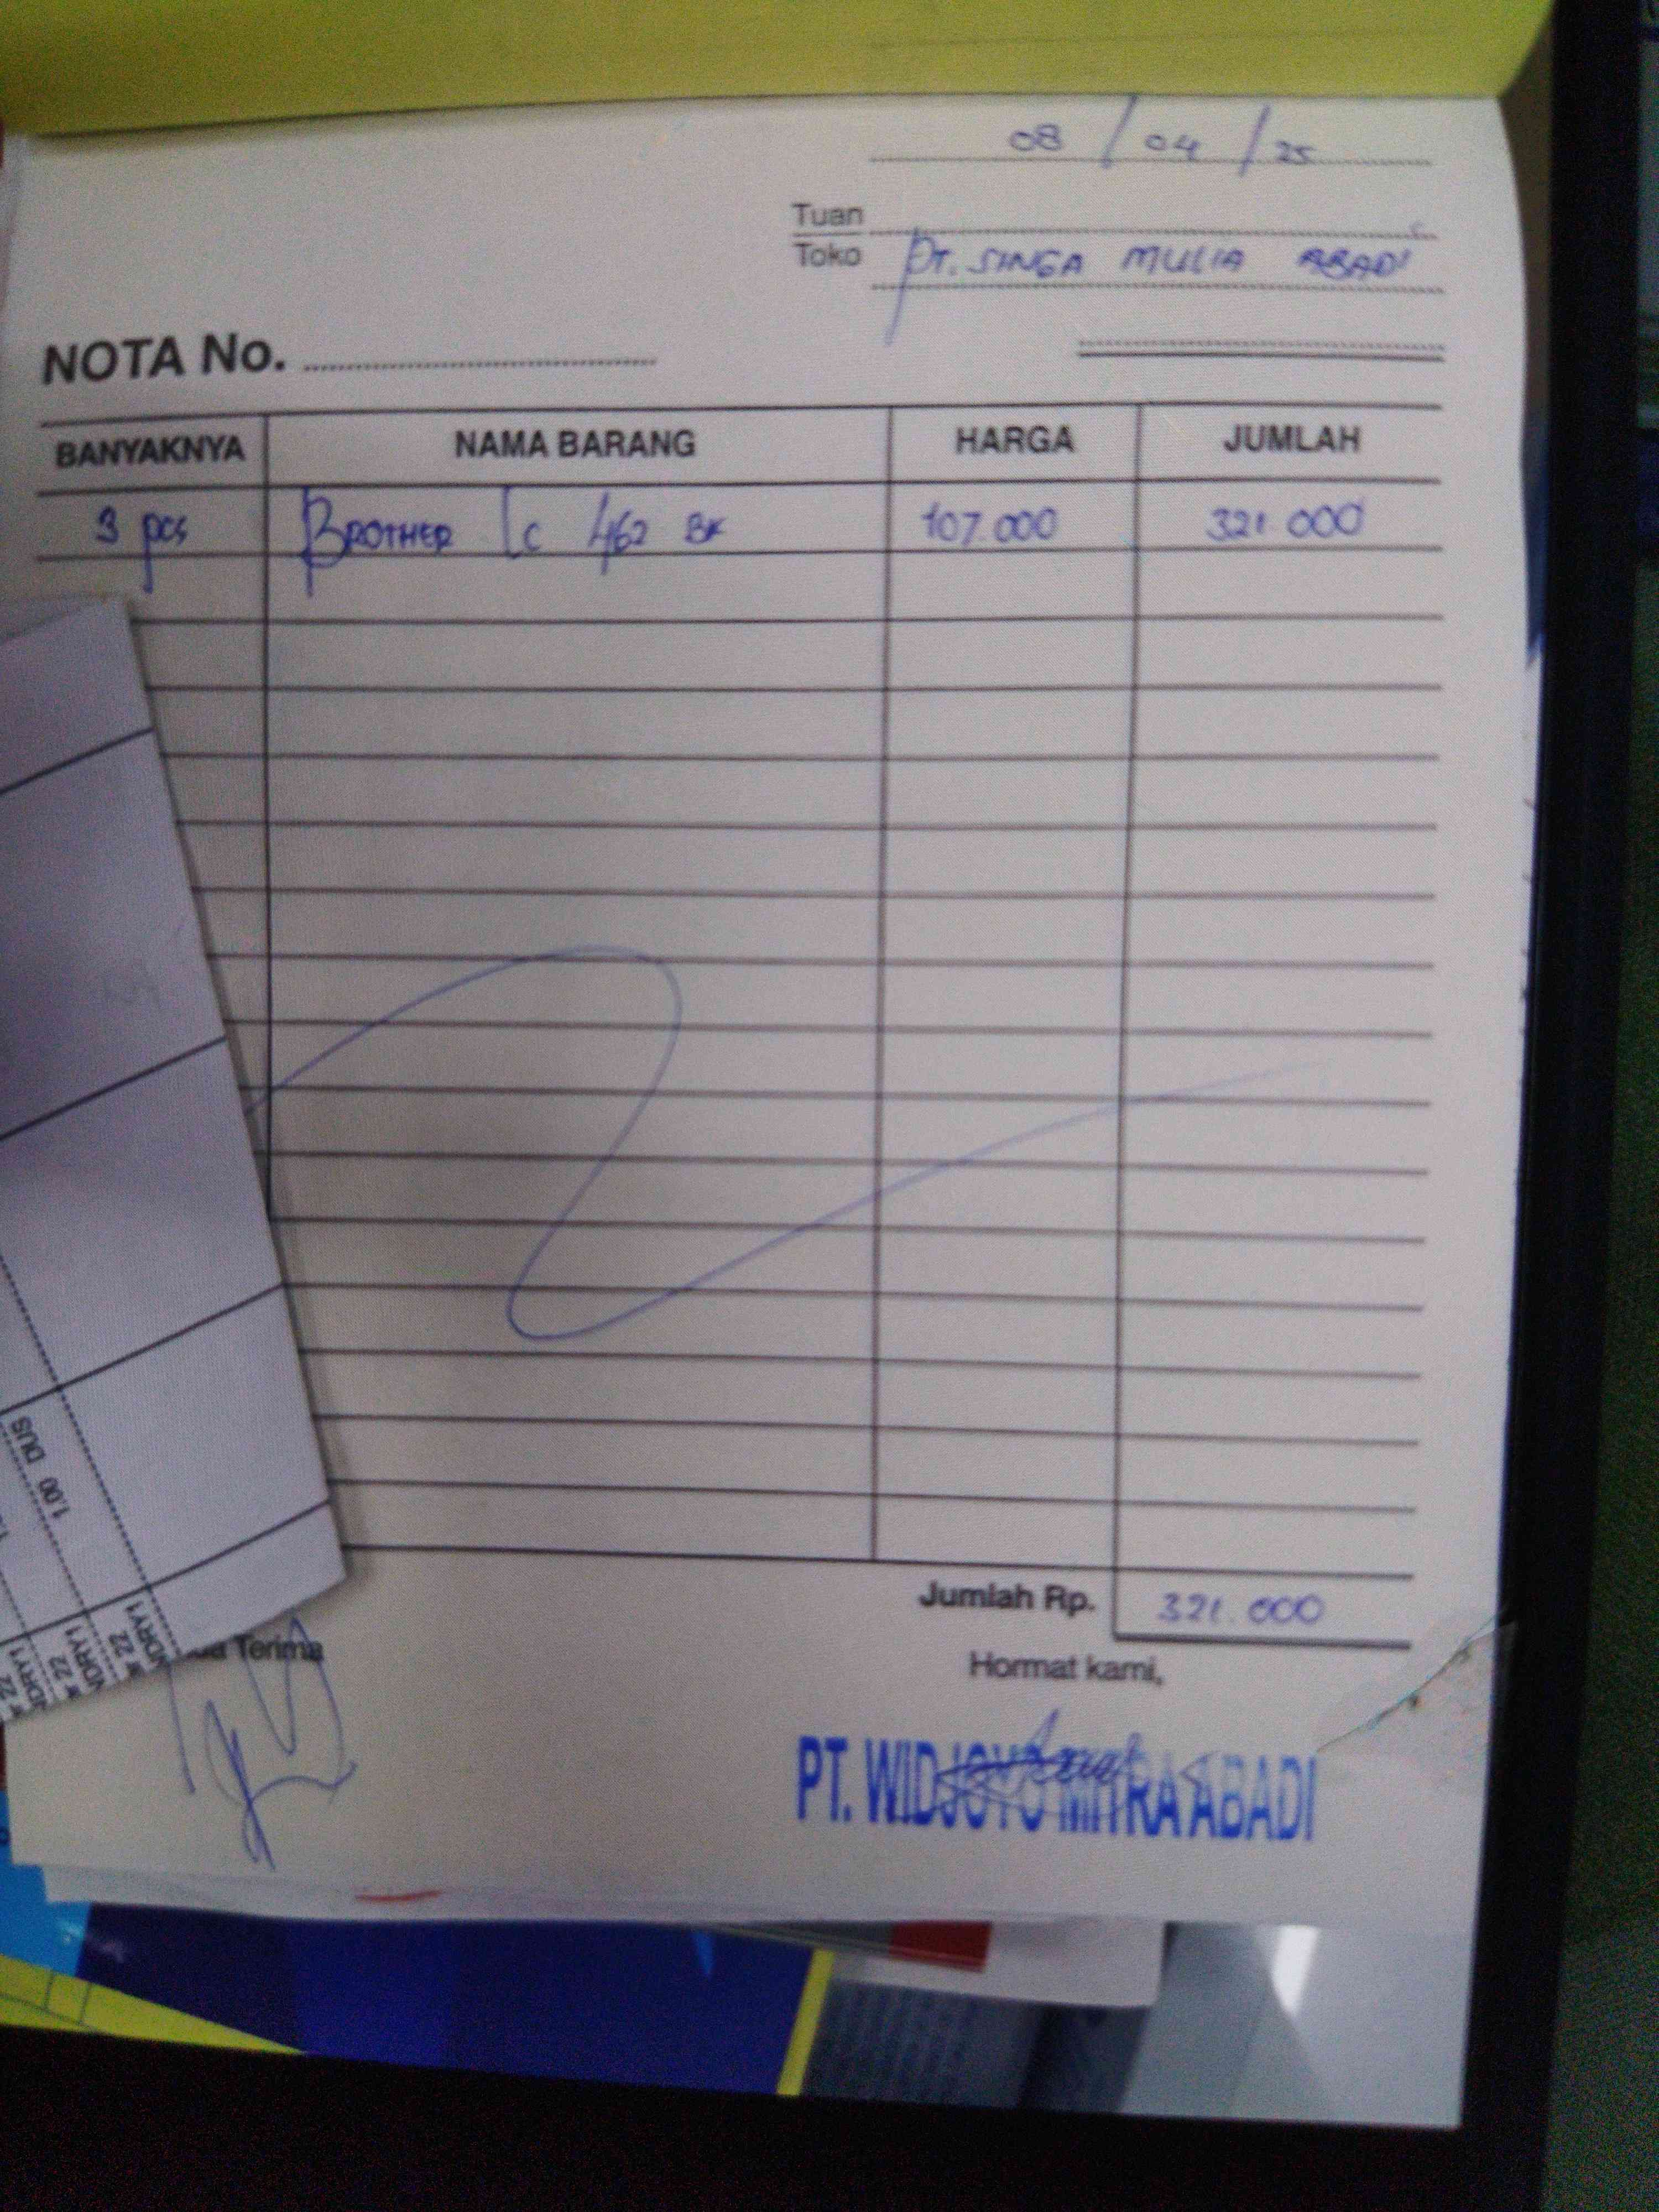 08 / 04 / 25
Tuan
Toko PT. SINGA MULIA ABADI
NOTA No.
BANYAKNYA NAMA BARANG HARGA JUMLAH
3 pcs BROTHER LC 462 BK 107.000 321.000
1.00 DUS
Jumlah Rp. 321.000
Terima
Hormat kami,
PT. WIDJOYO MITRA ABADI